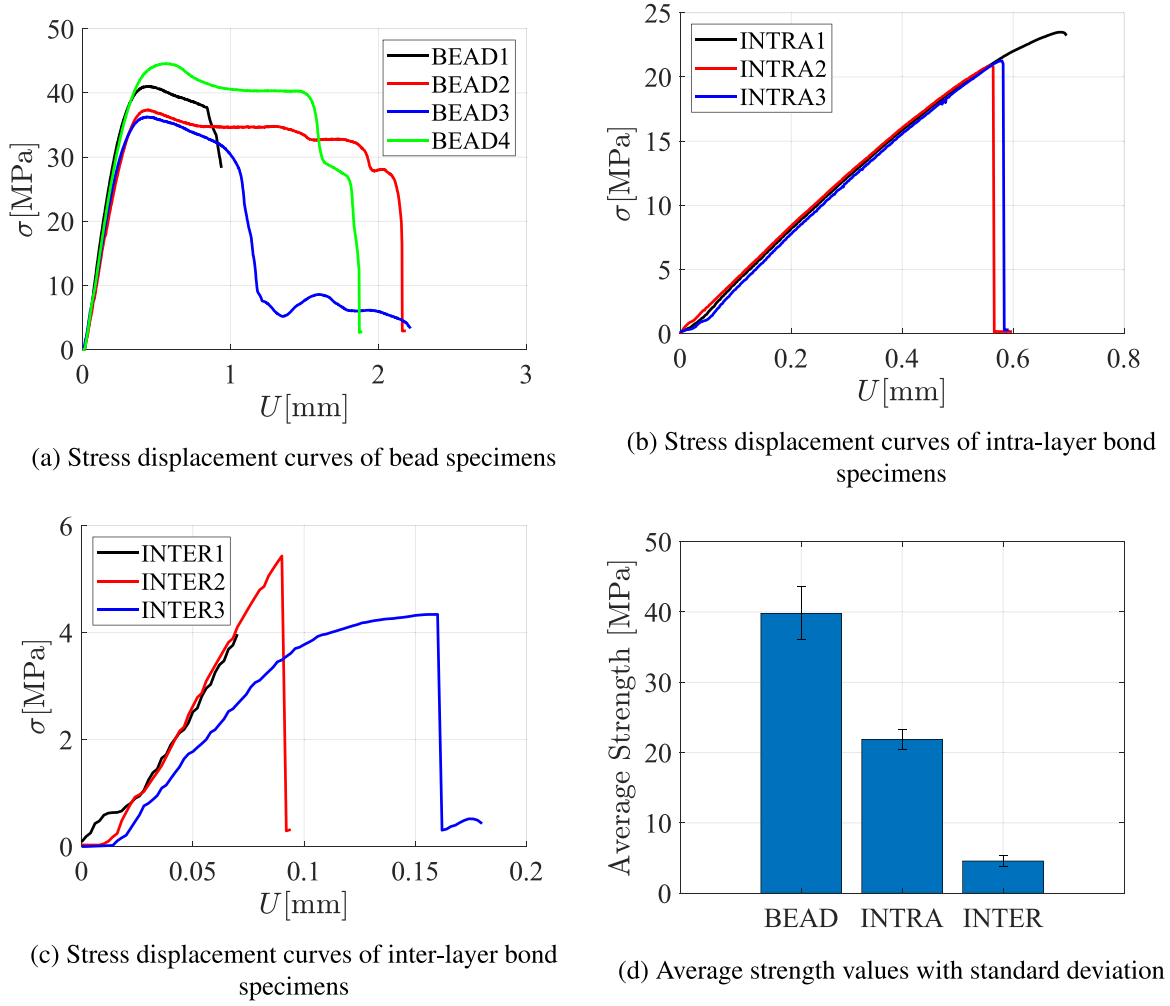 50
40
30
20
10
0
σ[MPa]
BEAD1
BEAD2
BEAD3
BEAD4
0 1 2 3
U[mm]
(a) Stress displacement curves of bead specimens
25
20
15
10
5
0
σ[MPa]
INTRA1
INTRA2
INTRA3
0 0.2 0.4 0.6 0.8
U[mm]
(b) Stress displacement curves of intra-layer bond
specimens
6
4
2
0
σ[MPa]
INTER1
INTER2
INTER3
0 0.05 0.1 0.15 0.2
U[mm]
(c) Stress displacement curves of inter-layer bond
specimens
50
40
30
20
10
0
Average Strength [MPa]
BEAD INTRA INTER
(d) Average strength values with standard deviation